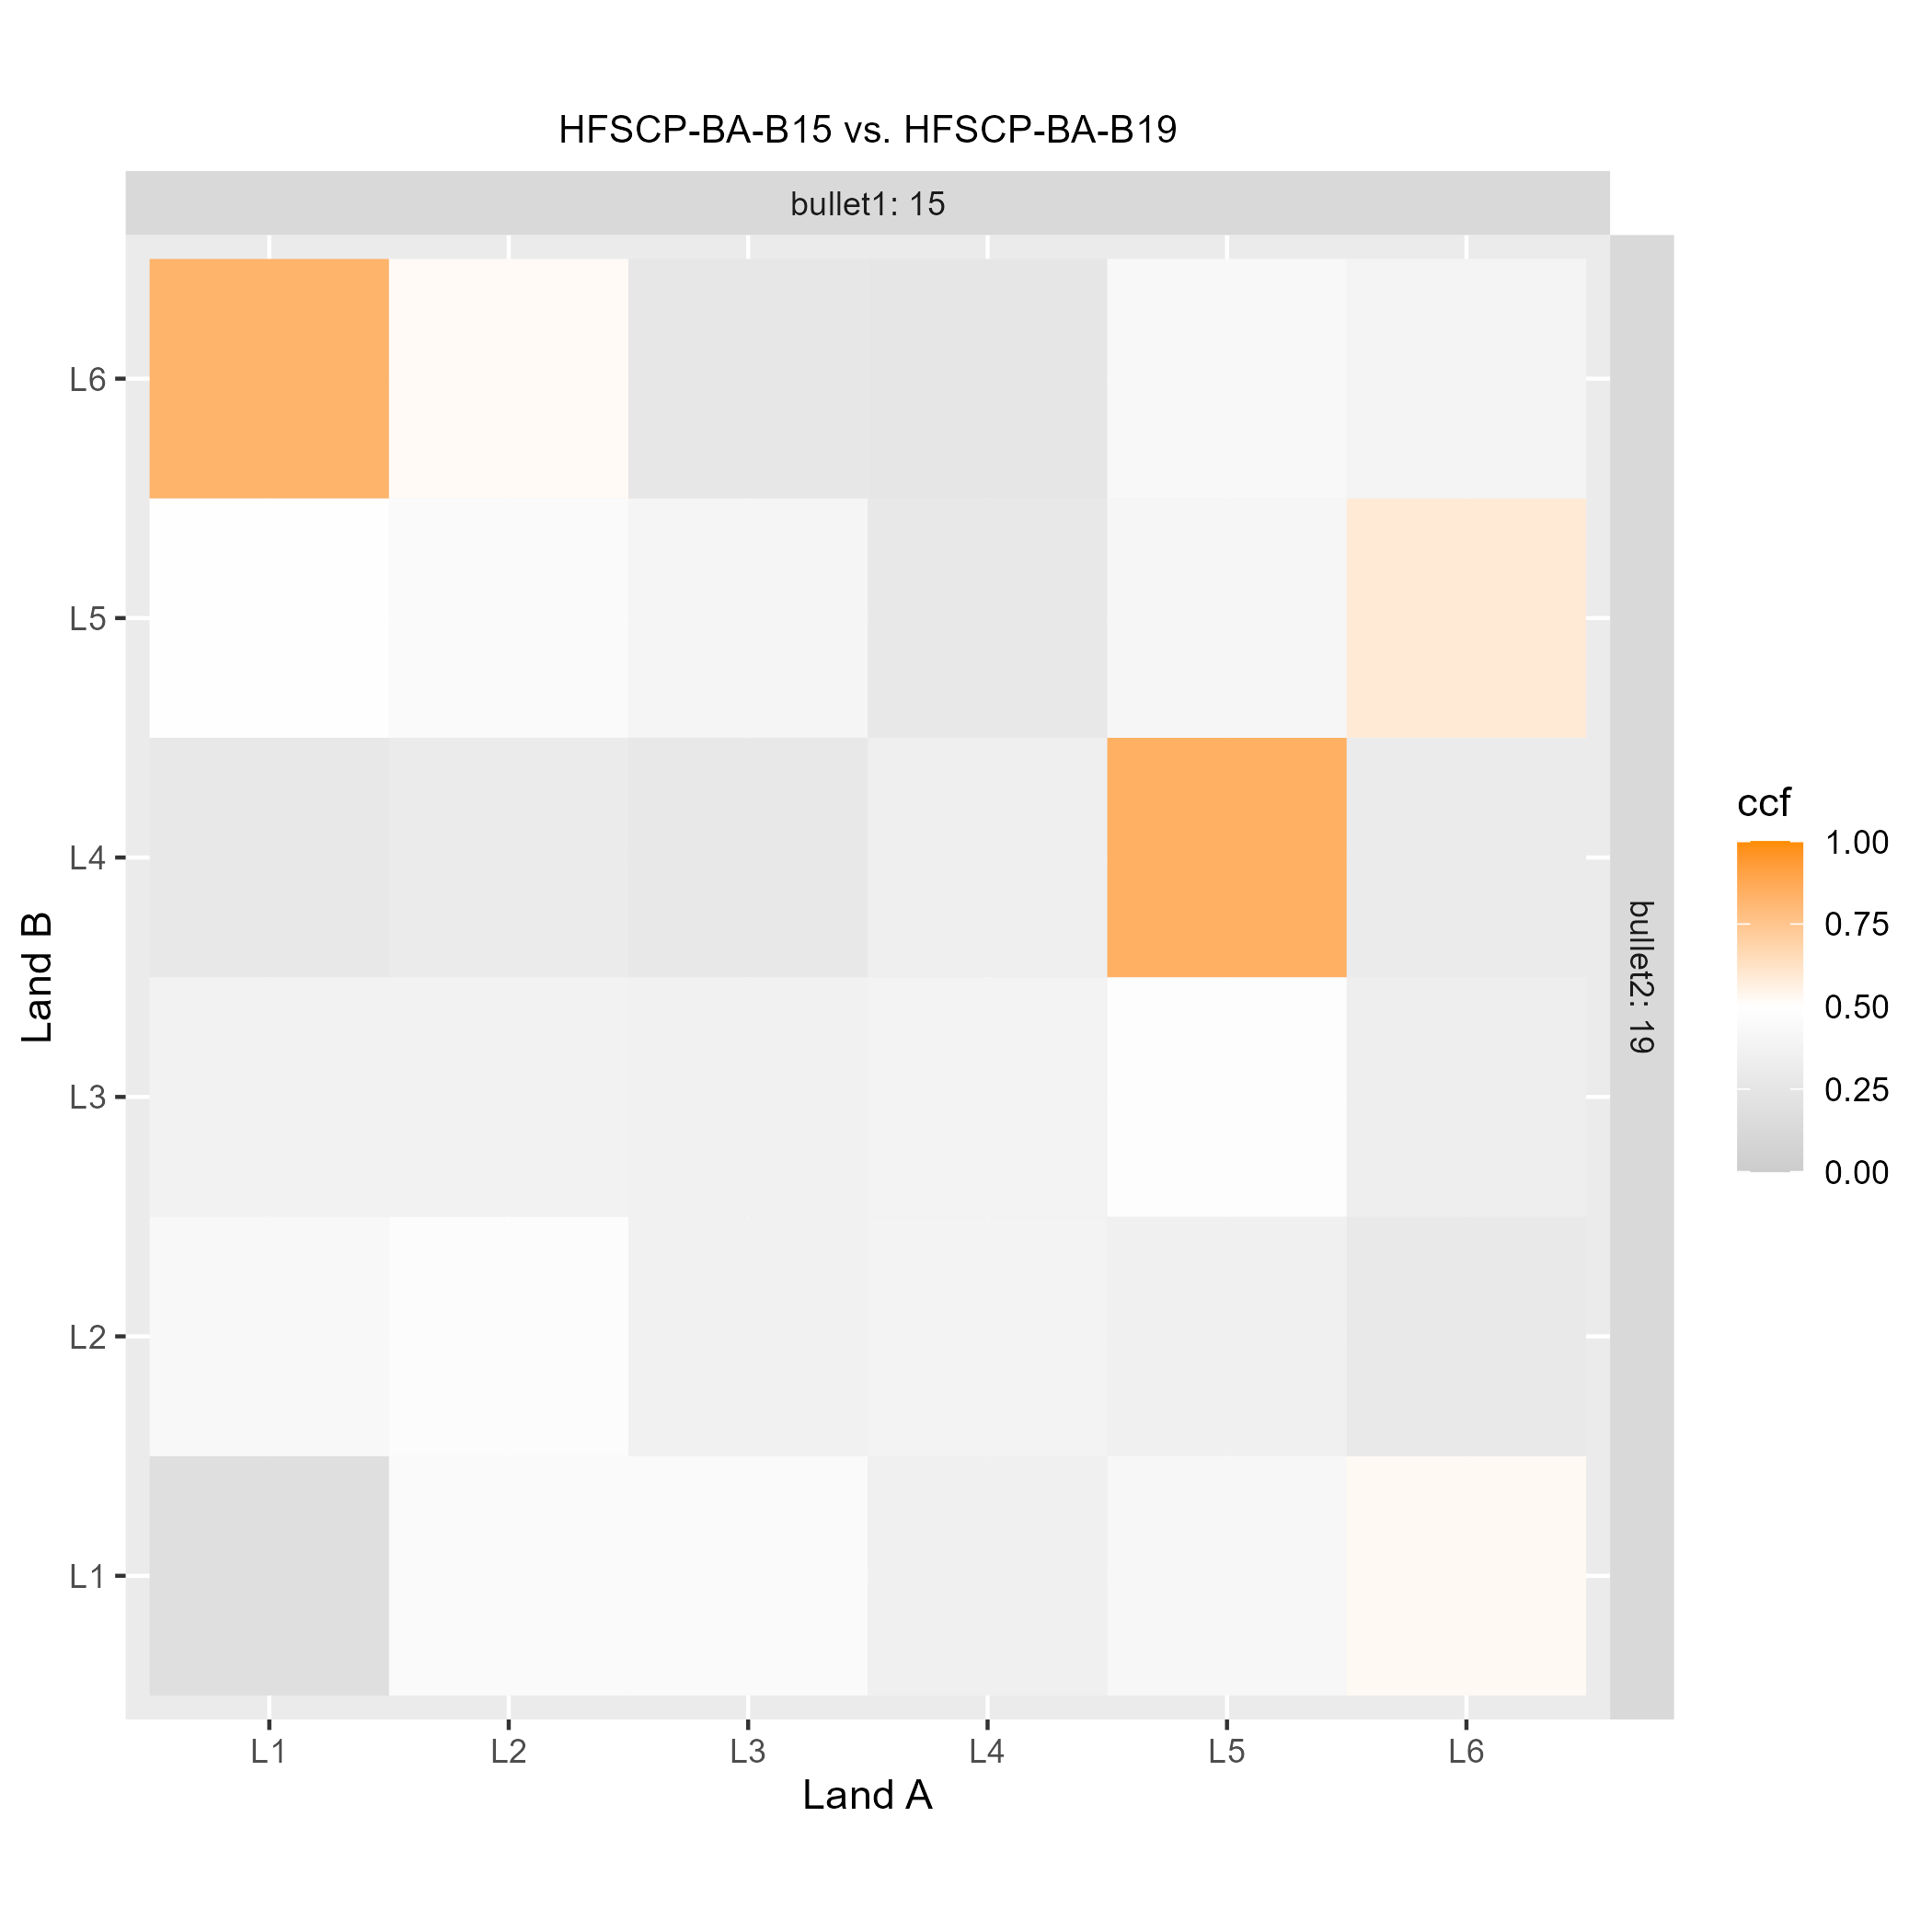 HFSCP-BA-B15 vs. HFSCP-BA-B19
bullet1: 15
L6
L5
L4
L3
L2
L1
Land B
bullet2: 19
L1 L2 L3 L4 L5 L6
Land A
ccf
1.00
0.75
0.50
0.25
0.00